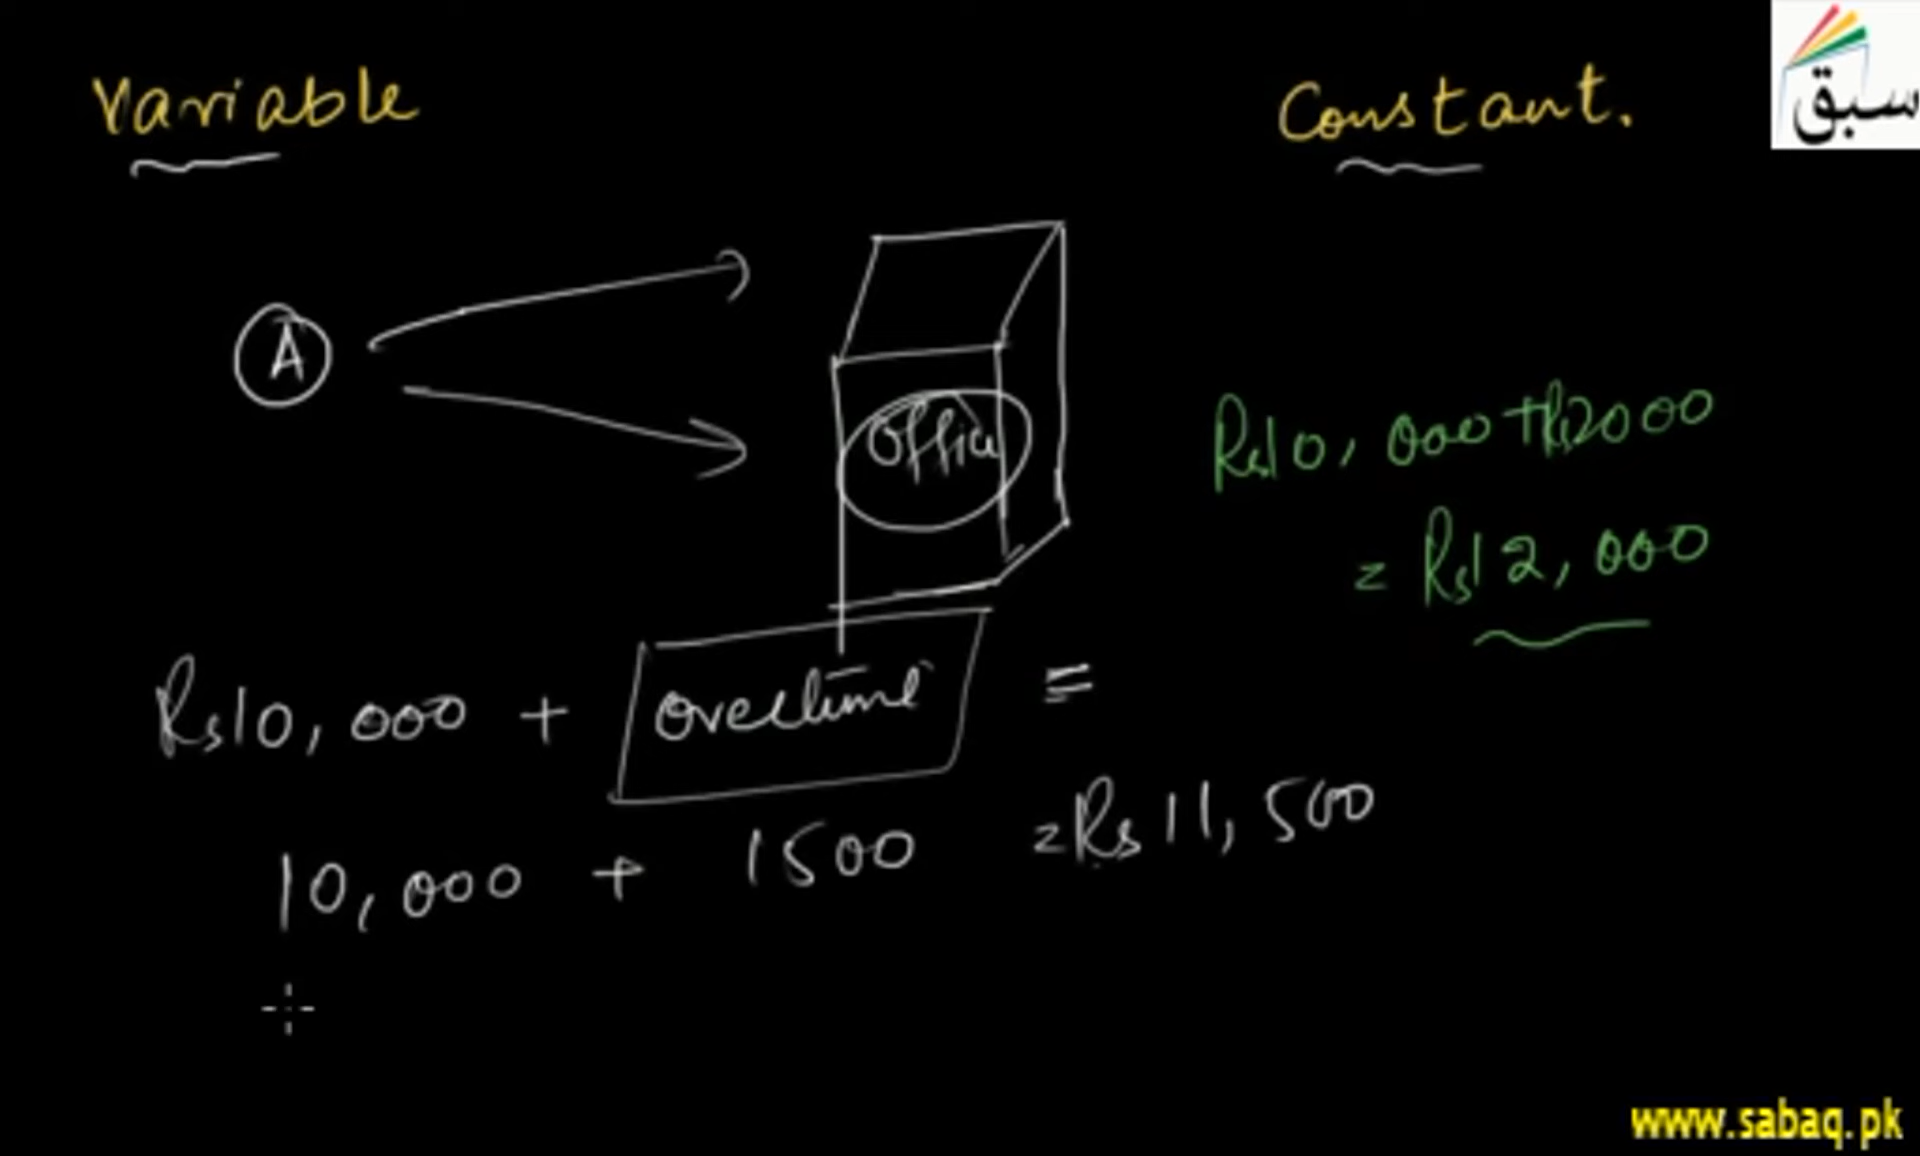 Variable
Constant.
سبق
A
Office
Rs10,000 + Rs2000
= Rs12,000
Rs10,000 + overtime =
10,000 + 1500 = Rs 11,500
www.sabaq.pk